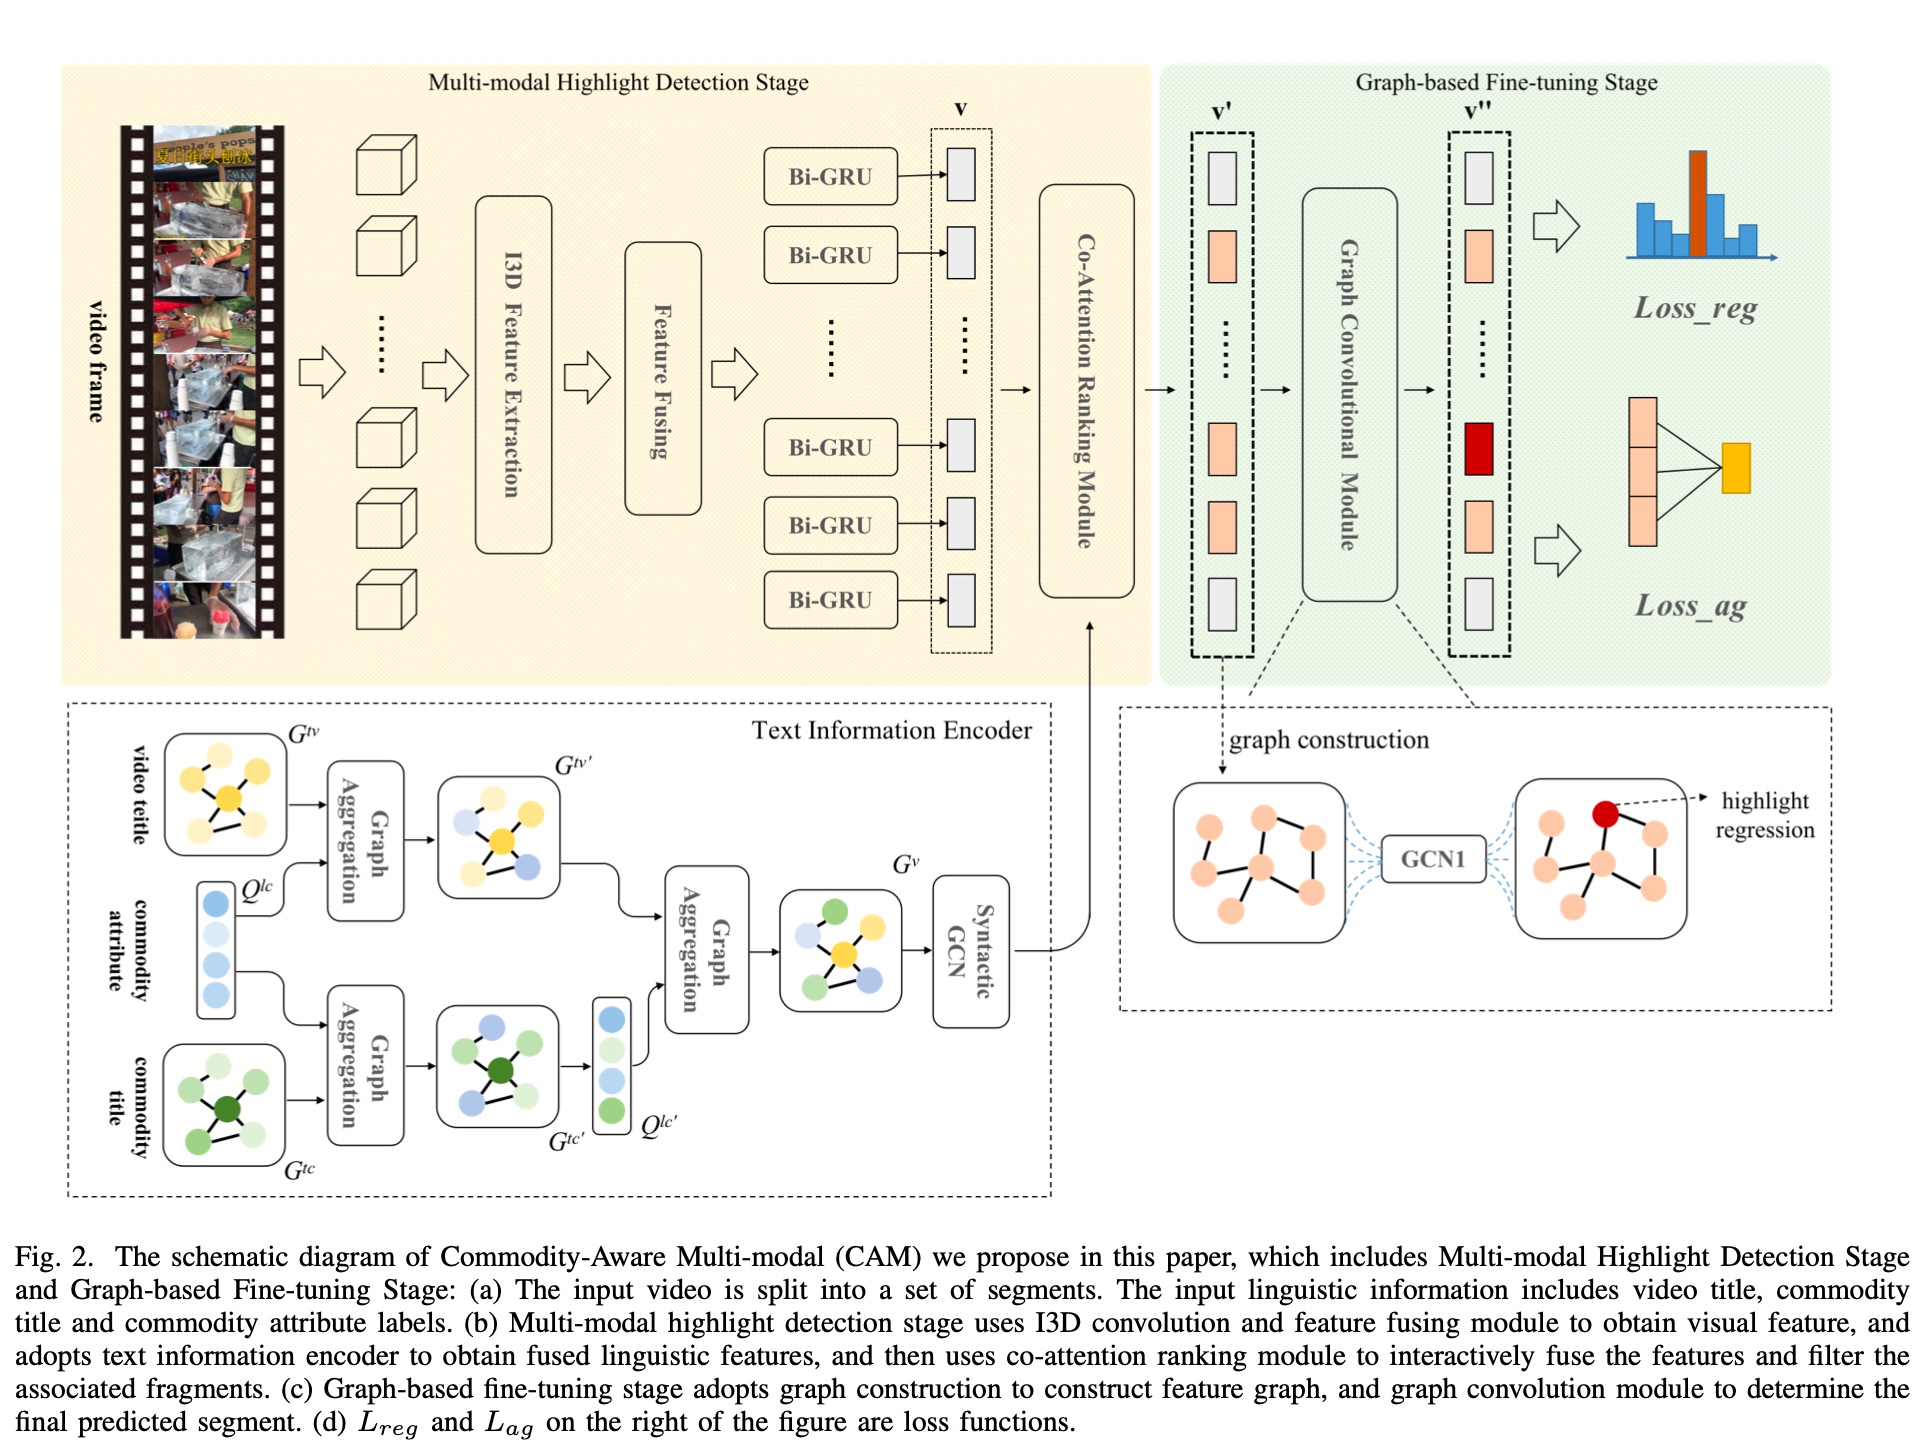 Multi-modal Highlight Detection Stage
Graph-based Fine-tuning Stage
v
v'
v''
people's pops
夏日街头刨冰
video frame
I3D Feature Extraction
Feature Fusing
Bi-GRU
Bi-GRU
Bi-GRU
Bi-GRU
Bi-GRU
Co-Attention Ranking Module
Graph Convolutional Module
Loss_reg
Loss_ag
Text Information Encoder
video teitle
G^tv
Graph
Aggregation
G^tv'
commodity
attribute
Q^lc
commodity
title
G^tc
Graph
Aggregation
G^tc'
Q^lc'
Graph
Aggregation
G^v
Syntactic
GCN
graph construction
GCN1
highlight
regression
Fig. 2. The schematic diagram of Commodity-Aware Multi-modal (CAM) we propose in this paper, which includes Multi-modal Highlight Detection Stage
and Graph-based Fine-tuning Stage: (a) The input video is split into a set of segments. The input linguistic information includes video title, commodity
title and commodity attribute labels. (b) Multi-modal highlight detection stage uses I3D convolution and feature fusing module to obtain visual feature, and
adopts text information encoder to obtain fused linguistic features, and then uses co-attention ranking module to interactively fuse the features and filter the
associated fragments. (c) Graph-based fine-tuning stage adopts graph construction to construct feature graph, and graph convolution module to determine the
final predicted segment. (d) L_reg and L_ag on the right of the figure are loss functions.